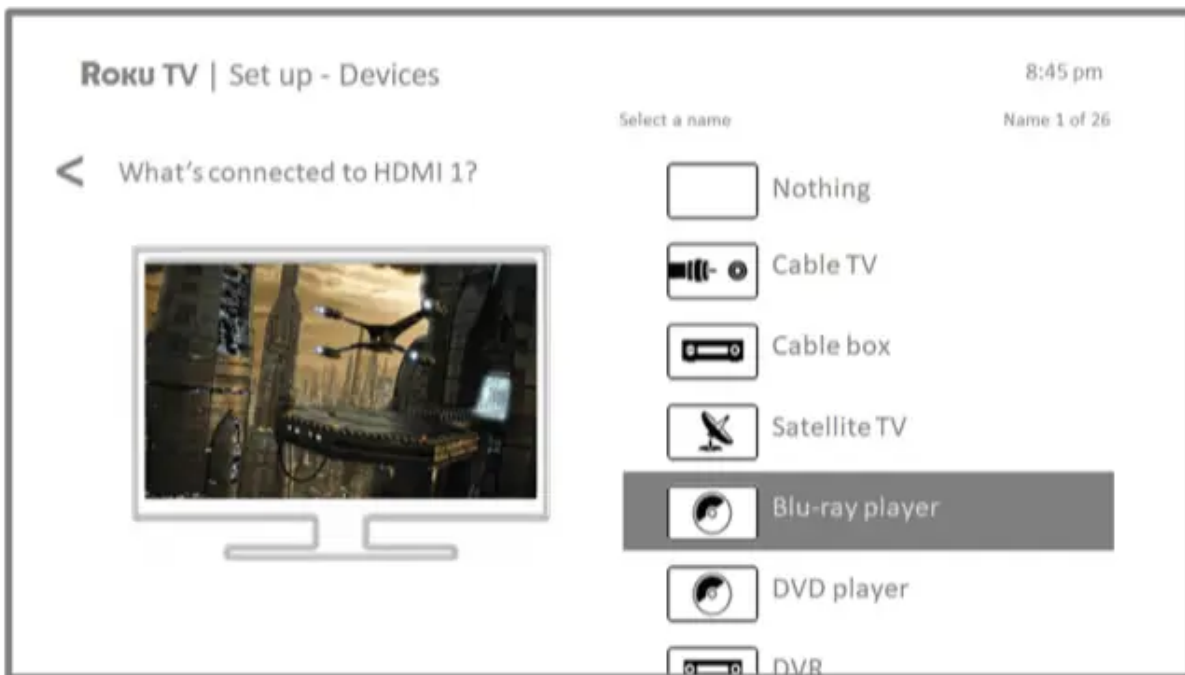 ROKU TV | Set up - Devices
8:45 pm
Select a name
Name 1 of 26
< What's connected to HDMI 1?
Nothing
Cable TV
Cable box
Satellite TV
Blu-ray player
DVD player
DVR